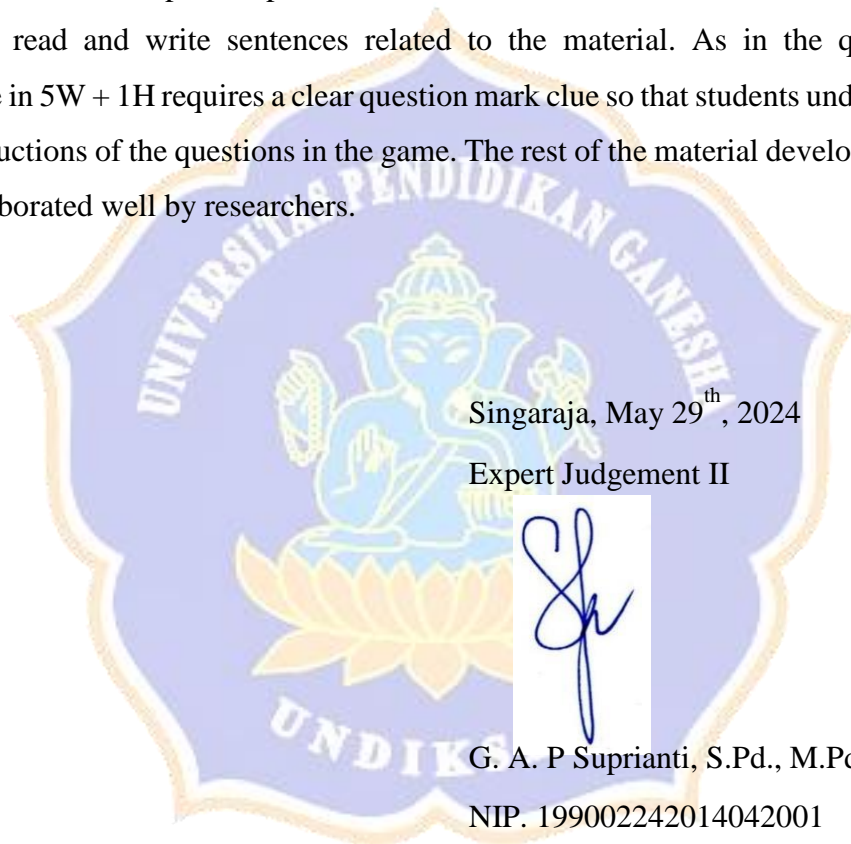 read and write sentences related to the material. As in the q
in 5W + 1H requires a clear question mark clue so that students und
uctions of the questions in the game. The rest of the material develo
borated well by researchers.
UNIVERSITAS PENDIDIKAN GANESHA
Singaraja, May 29th, 2024
Expert Judgement II
UNDIKS
G. A. P Suprianti, S.Pd., M.Pd
NIP. 199002242014042001